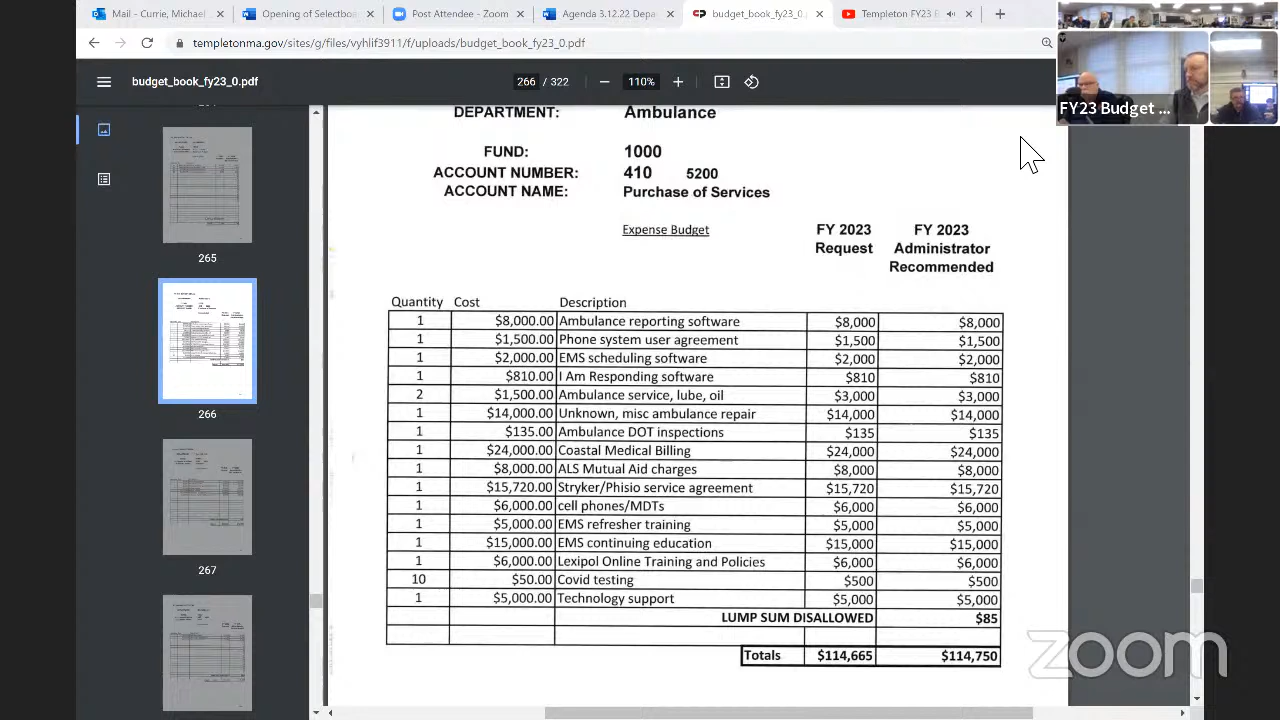 Mail - Currie, Michael
Opening of Selectboa
Post Attendee - Zoom
Agenda 3.12.22 Depa
budget_book_fy23_0.p
Templeton FY23 B
budget_book_fy23_0.pdf
266 / 322
110%
FY23 Budget ...
265
266
267
DEPARTMENT: Ambulance
FUND: 1000
ACCOUNT NUMBER: 410 5200
ACCOUNT NAME: Purchase of Services
Expense Budget
FY 2023 Request
FY 2023 Administrator Recommended
Quantity Cost Description
1 $8,000.00 Ambulance reporting software $8,000 $8,000
1 $1,500.00 Phone system user agreement $1,500 $1,500
1 $2,000.00 EMS scheduling software $2,000 $2,000
1 $810.00 I Am Responding software $810 $810
2 $1,500.00 Ambulance service, lube, oil $3,000 $3,000
1 $14,000.00 Unknown, misc ambulance repair $14,000 $14,000
1 $135.00 Ambulance DOT inspections $135 $135
1 $24,000.00 Coastal Medical Billing $24,000 $24,000
1 $8,000.00 ALS Mutual Aid charges $8,000 $8,000
1 $15,720.00 Stryker/Phisio service agreement $15,720 $15,720
1 $6,000.00 cell phones/MDTs $6,000 $6,000
1 $5,000.00 EMS refresher training $5,000 $5,000
1 $15,000.00 EMS continuing education $15,000 $15,000
1 $6,000.00 Lexipol Online Training and Policies $6,000 $6,000
10 $50.00 Covid testing $500 $500
1 $5,000.00 Technology support $5,000 $5,000
LUMP SUM DISALLOWED $85
Totals $114,665 $114,750
zoom